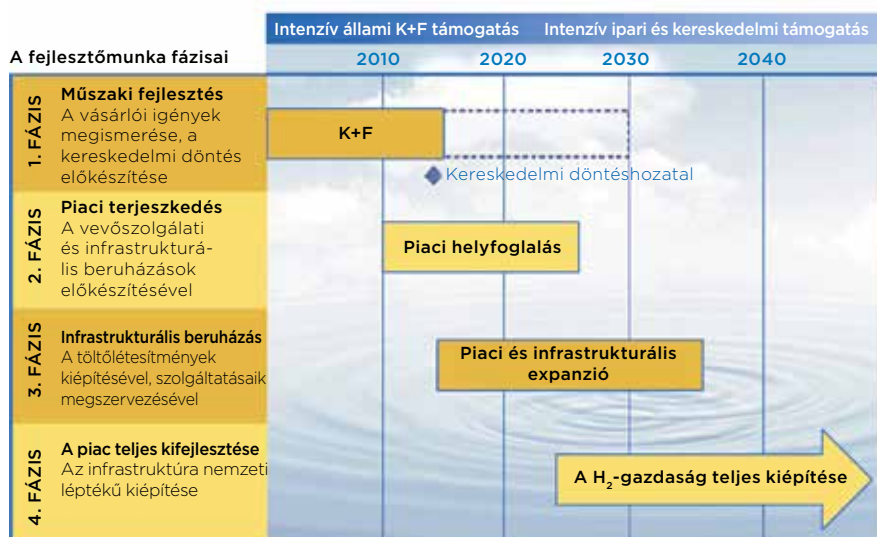 Intenzív állami K+F támogatás Intenzív ipari és kereskedelmi támogatás
A fejlesztőmunka fázisai
2010 2020 2030 2040
1. FÁZIS
Műszaki fejlesztés
A vásárlói igények
megismerése, a
kereskedelmi döntés
előkészítése
K+F
Kereskedelmi döntéshozatal
2. FÁZIS
Piaci terjeszkedés
A vevőszolgálati
és infrastrukturá-
lis beruházások
előkészítésével
Piaci helyfoglalás
3. FÁZIS
Infrastrukturális beruházás
A töltőlétesítmények
kiépítésével, szolgáltatásaik
megszervezésével
Piaci és infrastrukturális
expanzió
4. FÁZIS
A piac teljes kifejlesztése
Az infrastruktúra nemzeti
léptékű kiépítése
A H₂-gazdaság teljes kiépítése